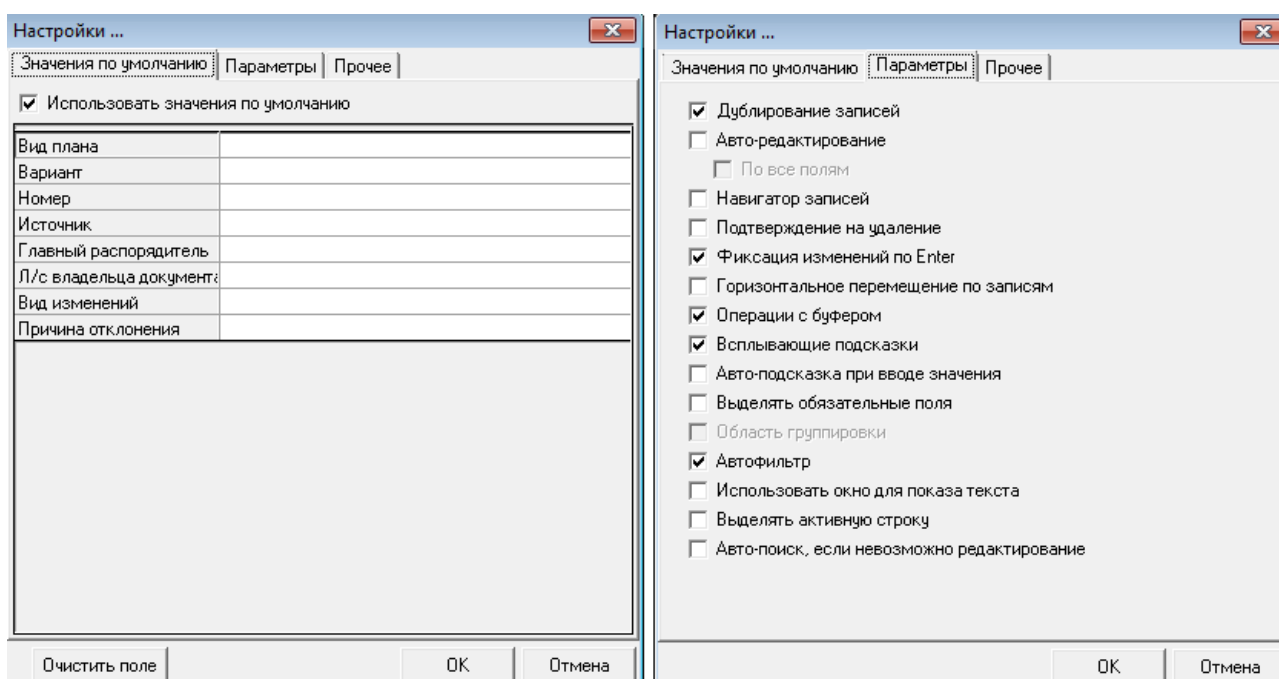 Настройки ...
Значения по умолчанию Параметры Прочее
Использовать значения по умолчанию
Вид плана
Вариант
Номер
Источник
Главный распорядитель
Л/с владельца документа
Вид изменений
Причина отклонения
Очистить поле OK Отмена
Настройки ...
Значения по умолчанию Параметры Прочее
Дублирование записей
Авто-редактирование
По все полям
Навигатор записей
Подтверждение на удаление
Фиксация изменений по Enter
Горизонтальное перемещение по записям
Операции с буфером
Всплывающие подсказки
Авто-подсказка при вводе значения
Выделять обязательные поля
Область группировки
Автофильтр
Использовать окно для показа текста
Выделять активную строку
Авто-поиск, если невозможно редактирование
OK Отмена